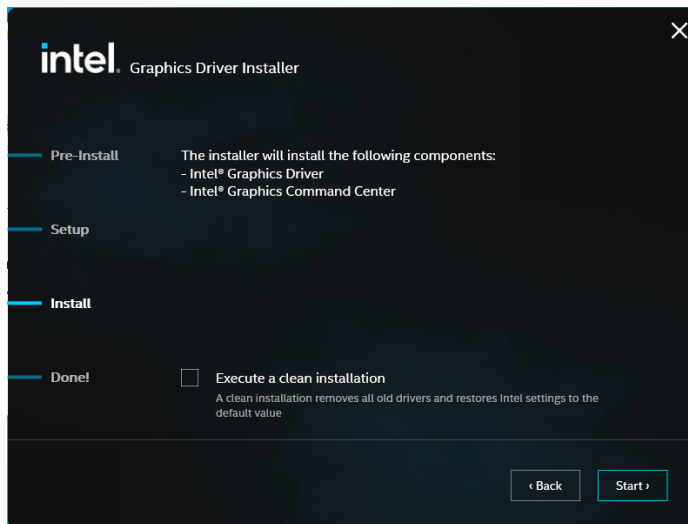 intel. Graphics Driver Installer
Pre-Install
The installer will install the following components:
- Intel® Graphics Driver
- Intel® Graphics Command Center
Setup
Install
Done!
Execute a clean installation
A clean installation removes all old drivers and restores Intel settings to the
default value
‹ Back
Start ›